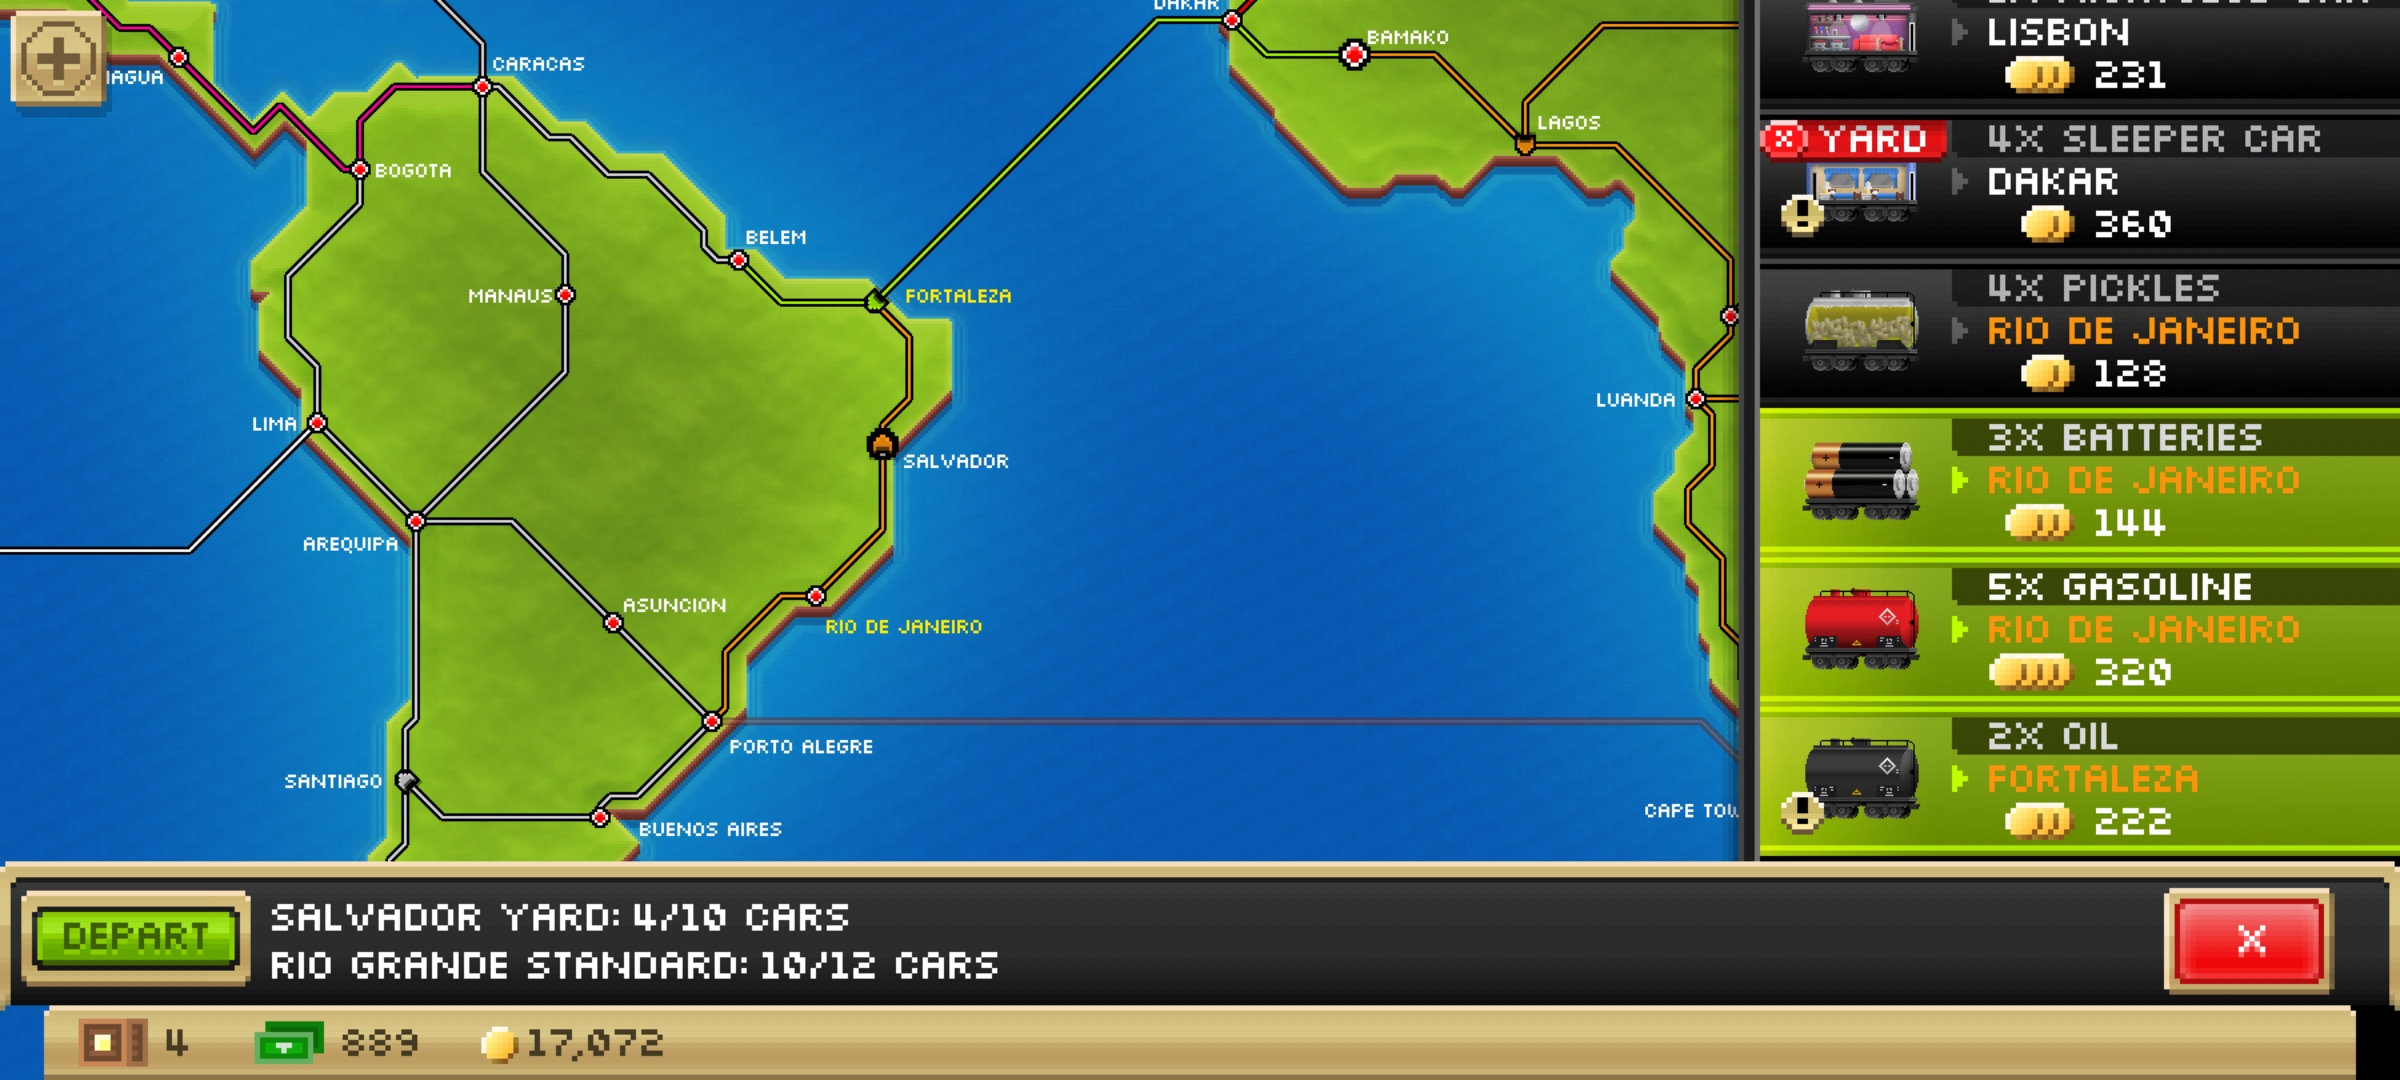 DAKAR
BAMAKO
IAGUA
CARACAS
LAGOS
BOGOTA
BELEM
MANAUS
FORTALEZA
LUANDA
LIMA
SALVADOR
AREQUIPA
ASUNCION
RIO DE JANEIRO
PORTO ALEGRE
SANTIAGO
CAPE TOW
BUENOS AIRES
LISBON
231
YARD
4X SLEEPER CAR
DAKAR
360
4X PICKLES
RIO DE JANEIRO
128
3X BATTERIES
RIO DE JANEIRO
144
5X GASOLINE
RIO DE JANEIRO
320
2X OIL
FORTALEZA
222
DEPART
SALVADOR YARD: 4/10 CARS
RIO GRANDE STANDARD: 10/12 CARS
X
4
889
17,072